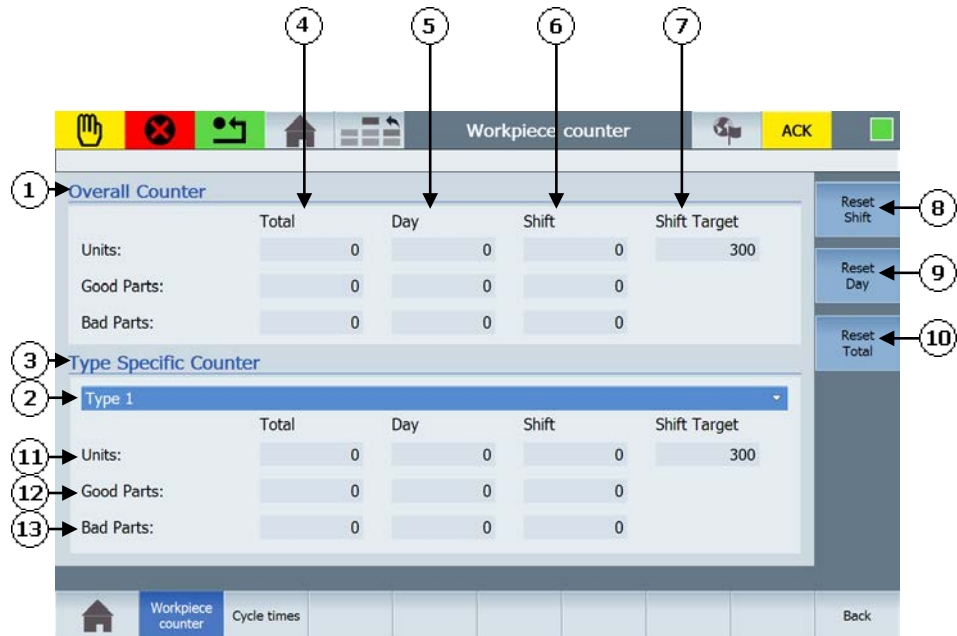 4 5 6 7
Workpiece counter ACK
1 Overall Counter
Reset
Shift 8
Total Day Shift Shift Target
Units: 0 0 0 300
Reset
Day 9
Good Parts: 0 0 0
Bad Parts: 0 0 0
Reset
Total 10
3 Type Specific Counter
2 Type 1
Total Day Shift Shift Target
11 Units: 0 0 0 300
12 Good Parts: 0 0 0
13 Bad Parts: 0 0 0
Workpiece
counter Cycle times Back